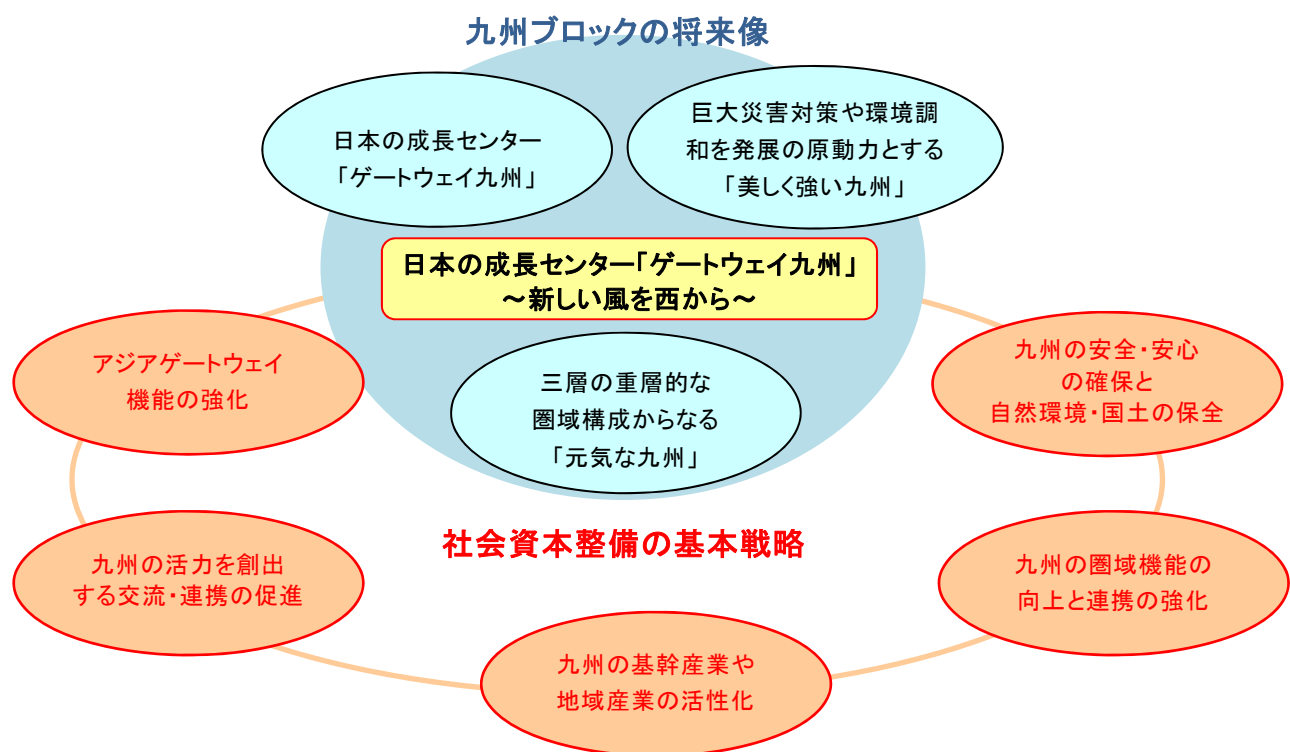 九州ブロックの将来像
日本の成長センター
「ゲートウェイ九州」
巨大災害対策や環境調
和を発展の原動力とする
「美しく強い九州」
日本の成長センター「ゲートウェイ九州」
~新しい風を西から~
三層の重層的な
圏域構成からなる
「元気な九州」
アジアゲートウェイ
機能の強化
九州の安全・安心
の確保と
自然環境・国土の保全
社会資本整備の基本戦略
九州の活力を創出
する交流・連携の促進
九州の圏域機能の
向上と連携の強化
九州の基幹産業や
地域産業の活性化